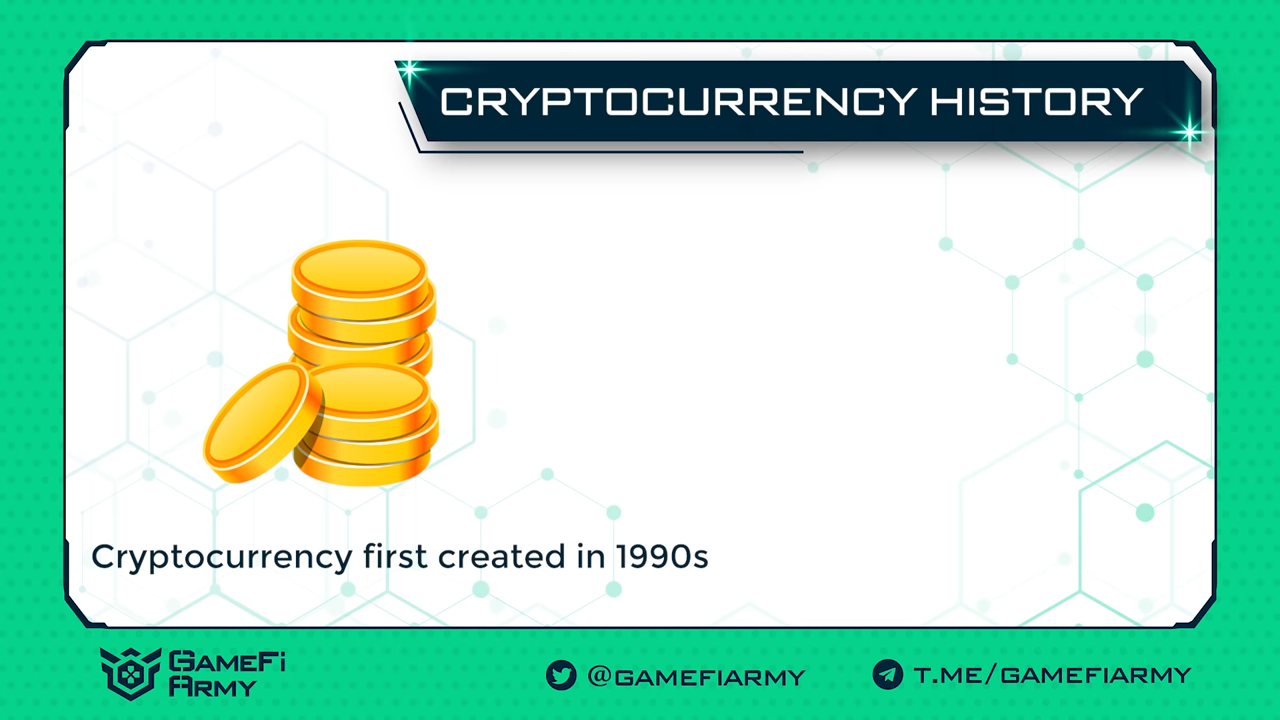 CRYPTOCURRENCY HISTORY
Cryptocurrency first created in 1990s
GAMEFI
ARMY
@GAMEFIARMY
T.ME/GAMEFIARMY